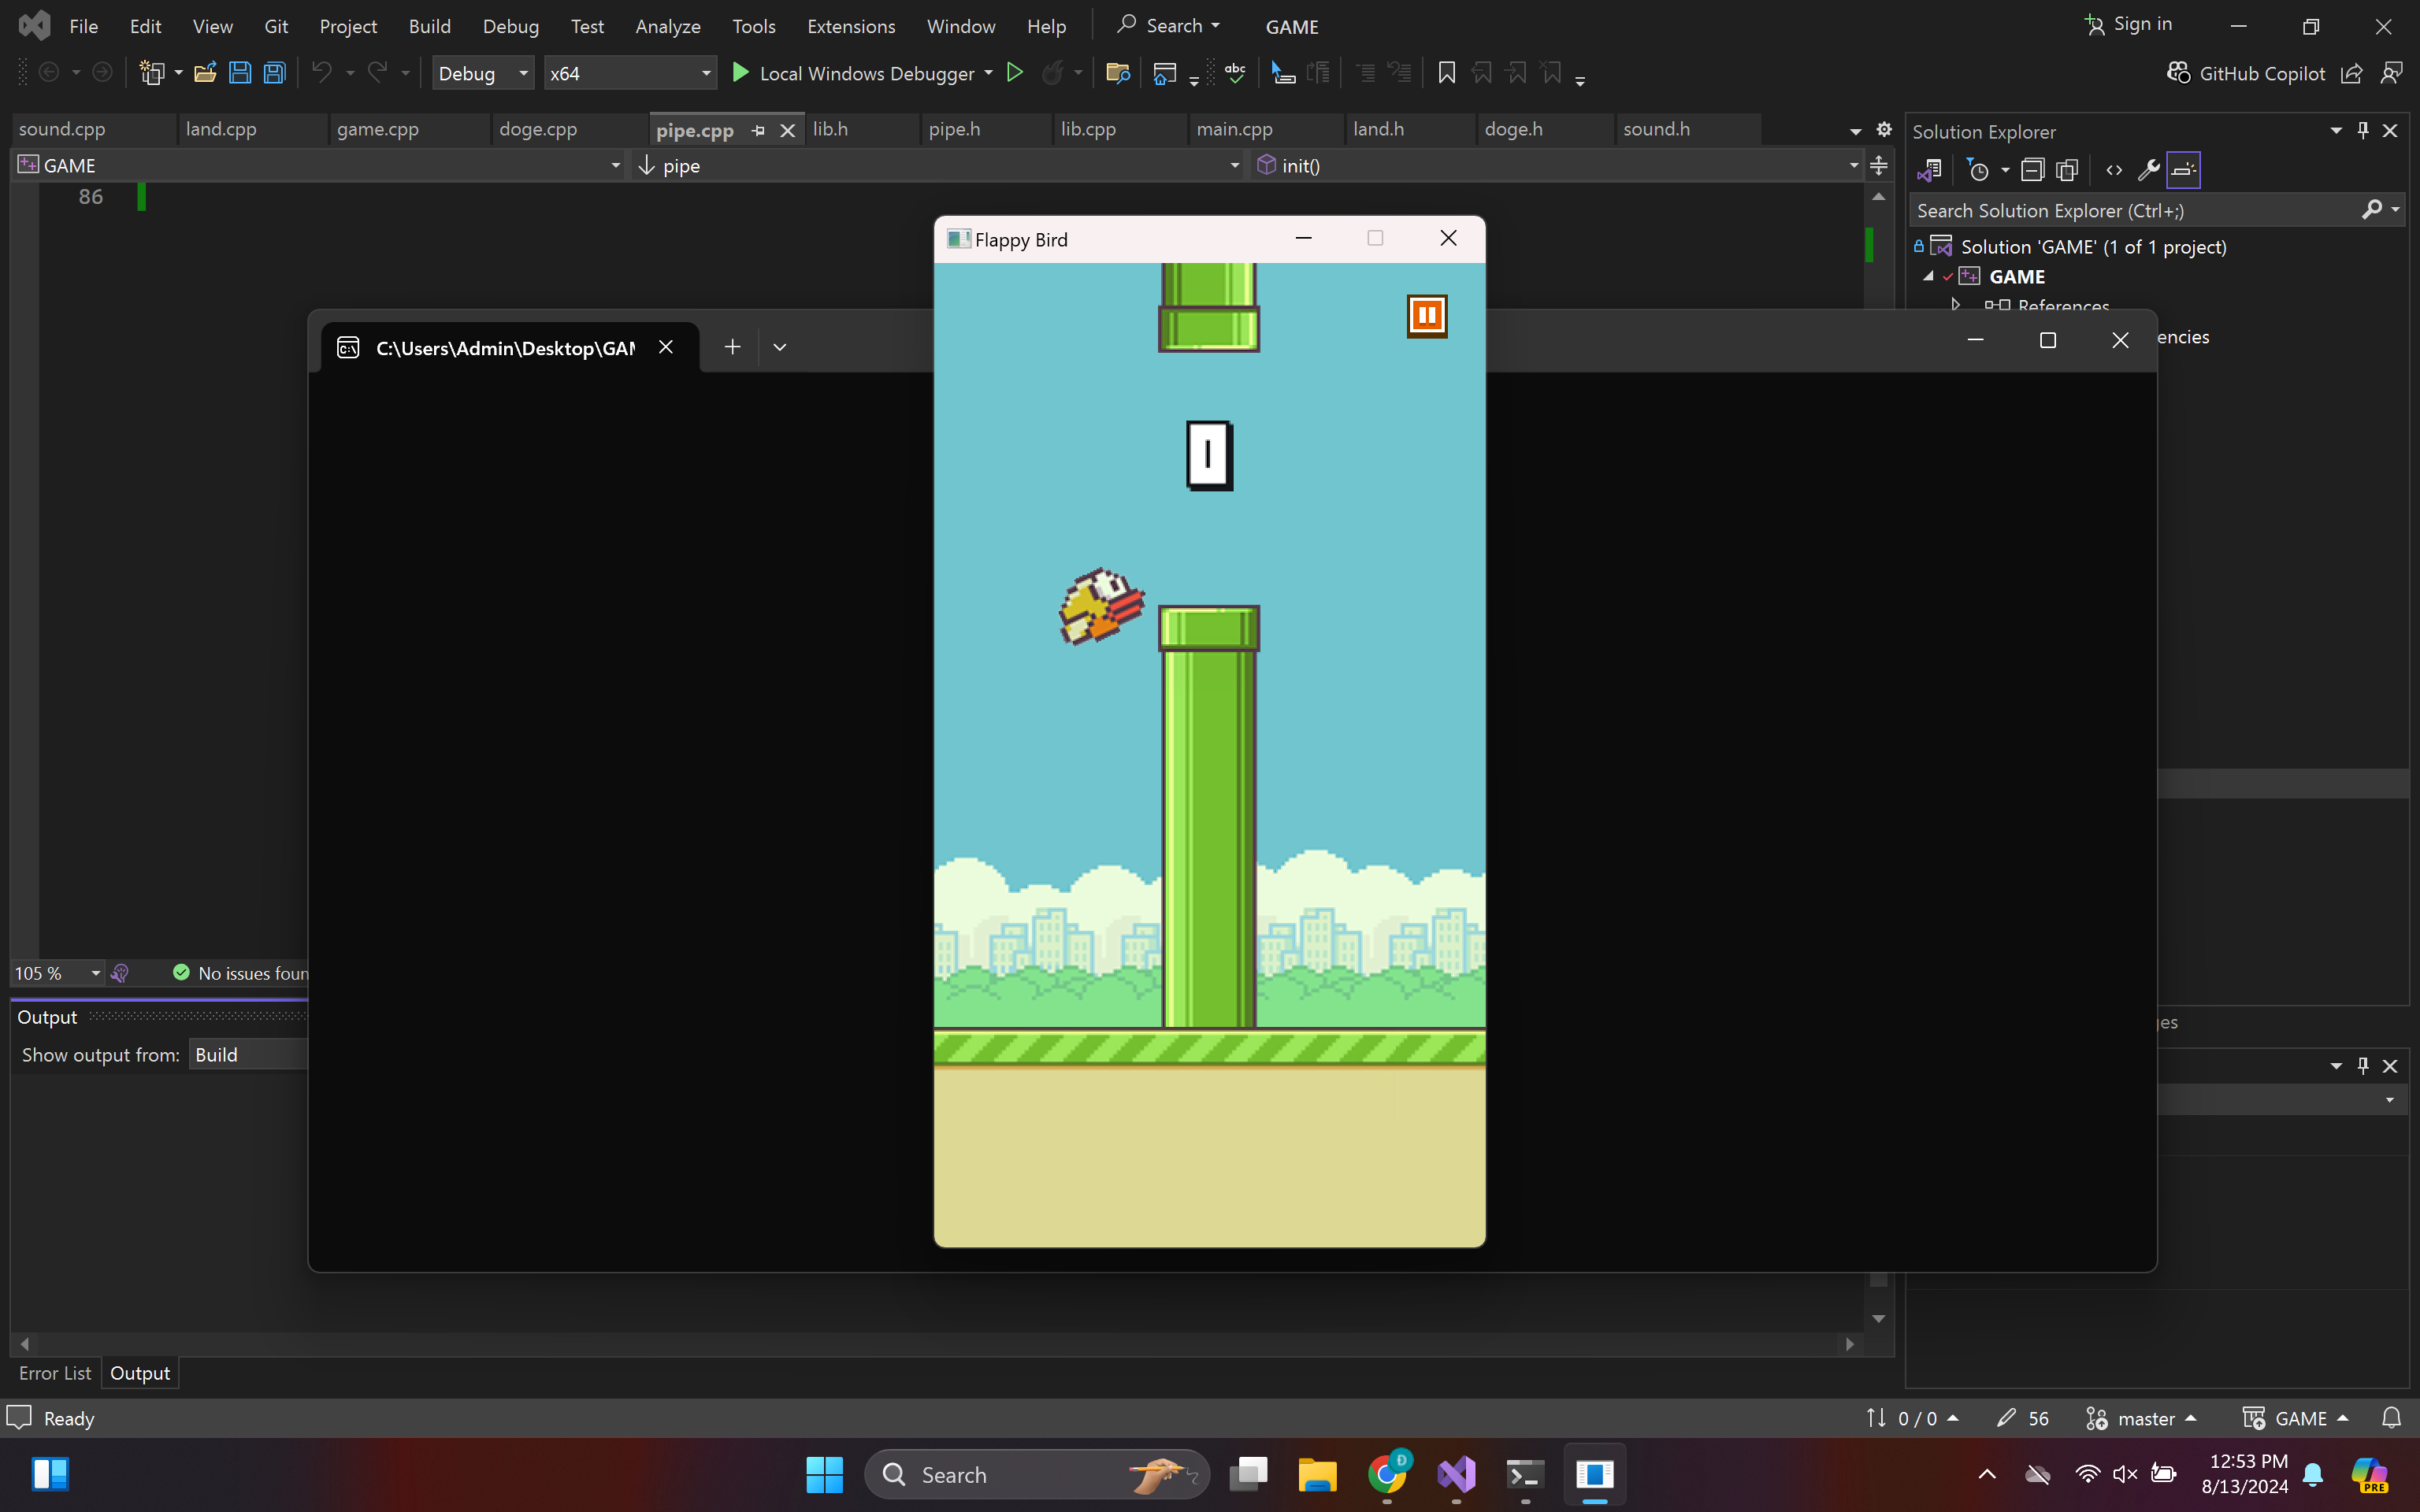 File Edit View Git Project Build Debug Test Analyze Tools Extensions Window Help Search GAME Sign in
Debug x64 Local Windows Debugger abc GitHub Copilot
sound.cpp land.cpp game.cpp doge.cpp pipe.cpp lib.h pipe.h lib.cpp main.cpp land.h doge.h sound.h
GAME pipe init()
86
Solution Explorer
Search Solution Explorer (Ctrl+;)
Solution 'GAME' (1 of 1 project)
GAME
References
encies
Flappy Bird
C:\Users\Admin\Desktop\GAM
105 % No issues foun
Output
Show output from: Build
Error List Output
Ready 0 / 0 56 master GAME
Search
Đ
12:53 PM
8/13/2024
PRE